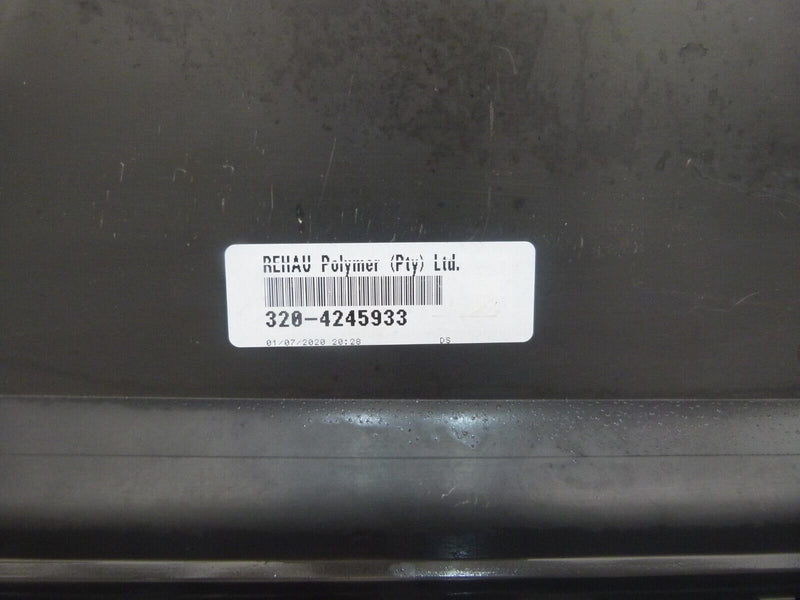 REHAU Polymer (Pty) Ltd.
320-4245933
01/07/2020 20:28 DS